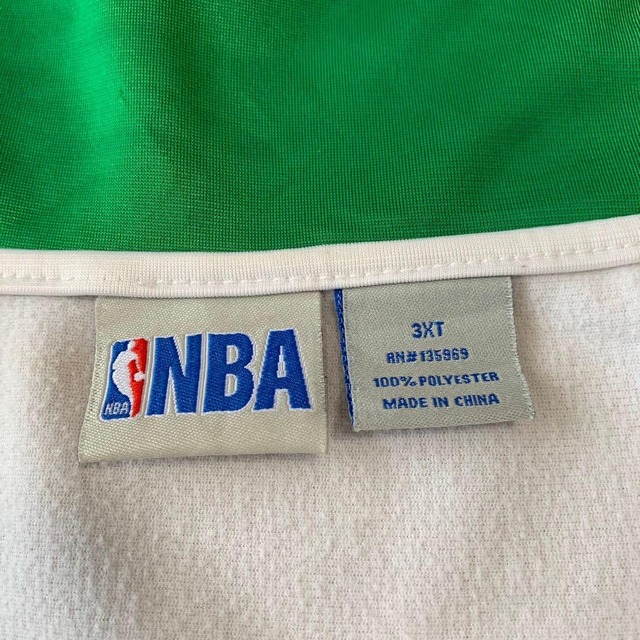 NBA
NBA
3XT
RN#135969
100% POLYESTER
MADE IN CHINA